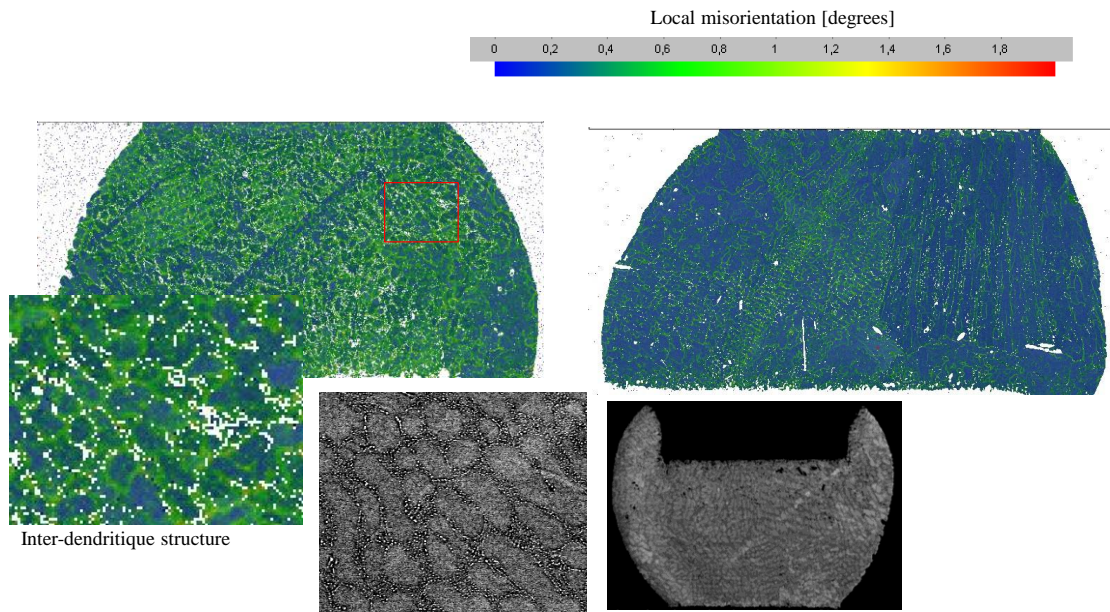 Local misorientation [degrees]
0 0,2 0,4 0,6 0,8 1 1,2 1,4 1,6 1,8
Inter-dendritique structure